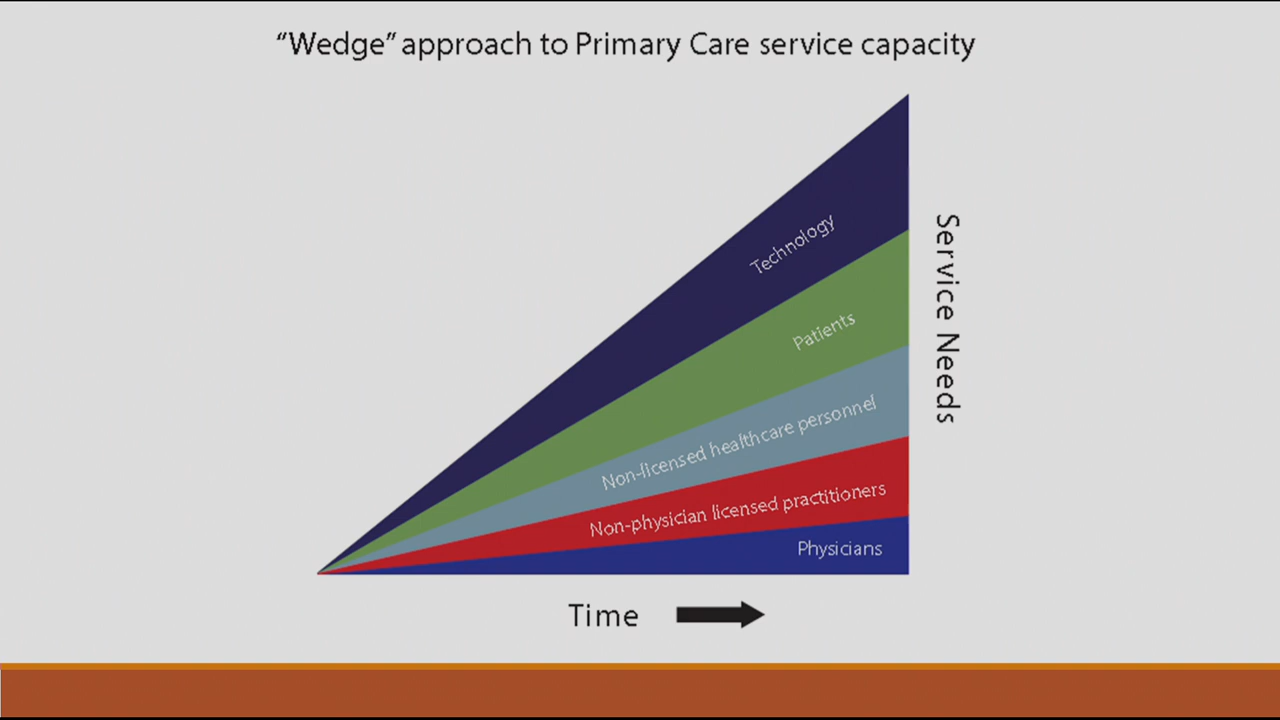 “Wedge” approach to Primary Care service capacity
Technology
Patients
Non-licensed healthcare personnel
Non-physician licensed practitioners
Physicians
Service Needs
Time